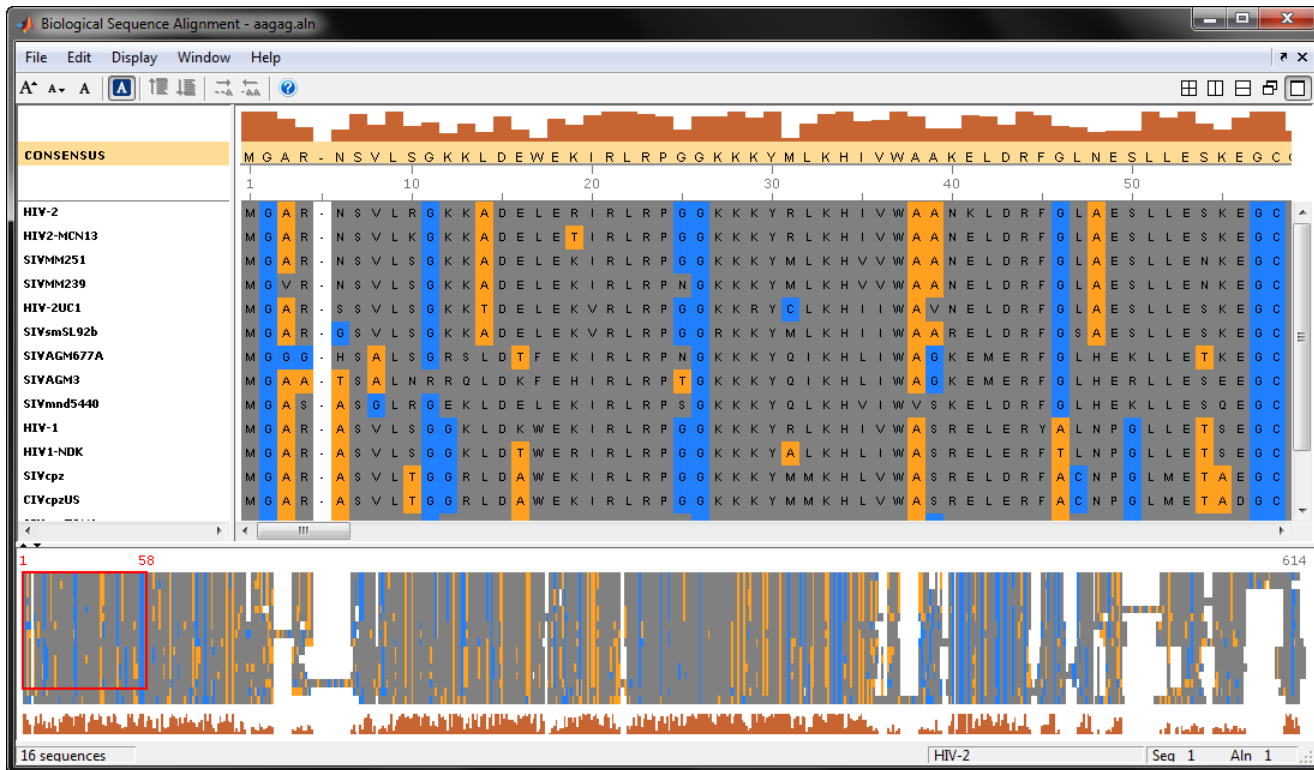 Biological Sequence Alignment - aagag.aln
File Edit Display Window Help
CONSENSUS M G A R - N S V L S G K K L D E W E K I R L R P G G K K K Y M L K H I V W A A K E L D R F G L N E S L L E S K E G C
1 10 20 30 40 50
HIV-2 M G A R - N S V L R G K K A D E L E R I R L R P G G K K K Y R L K H I V W A A N K L D R F G L A E S L L E S K E G C
HIV2-MCN13 M G A R - N S V L K G K K A D E L E T I R L R P G G K K K Y R L K H I V W A A N E L D R F G L A E S L L E S K E G C
SIVMM251 M G A R - N S V L S G K K A D E L E K I R L R P G G K K K Y M L K H V V W A A N E L D R F G L A E S L L E N K E G C
SIVMM239 M G V R - N S V L S G K K A D E L E K I R L R P N G K K K Y M L K H V V W A A N E L D R F G L A E S L L E N K E G C
HIV-2UC1 M G A R - S S V L S G K K T D E L E K V R L R P G G K K R Y C L K H I I W A V N E L D R F G L A E S L L E S K E G C
SIVsmSL92b M G A R - G S V L S G K K A D E L E K V R L R P G G R K K Y M L K H I I W A A R E L D R F G L A E S L L E S K E G C
SIVAGM677A M G G G - H S A L S G R S L D T F E K I R L R P N G K K K Y Q I K H L I W A G K E M E R F G L H E K L L E T K E G C
SIVAGM3 M G A A - T S A L N R R Q L D K F E H I R L R P T G K K K Y Q I K H L I W A G K E M E R F G L H E R L L E S E E G C
SIVmnd5440 M G A S - A S G L R G E K L D E L E K I R L R P S G K K K Y Q L K H V I W V S K E L D R F G L H E K L L E S Q E G C
HIV-1 M G A R - A S V L S G G K L D K W E K I R L R P G G K K K Y R L K H I V W A S R E L E R Y A L N P G L L E T S E G C
HIV1-NDK M G A R - A S V L S G G K L D T W E R I R L R P G G K K K Y A L K H L I W A S R E L E R F T L N P G L L E T S E G C
SIVcpz M G A R - A S V L T G G K L D A W E K I R L R P G G K K K Y M M K H L V W A S R E L D R F A C N P G L M E T A E G C
CIVcpzUS M G A R - A S V L T G G R L D A W E K I R L R P G G K K K Y M M K H L V W A S R E L D R F A C N P G L M E T A D G C
1 58 614
16 sequences HIV-2 Seq 1 Aln 1